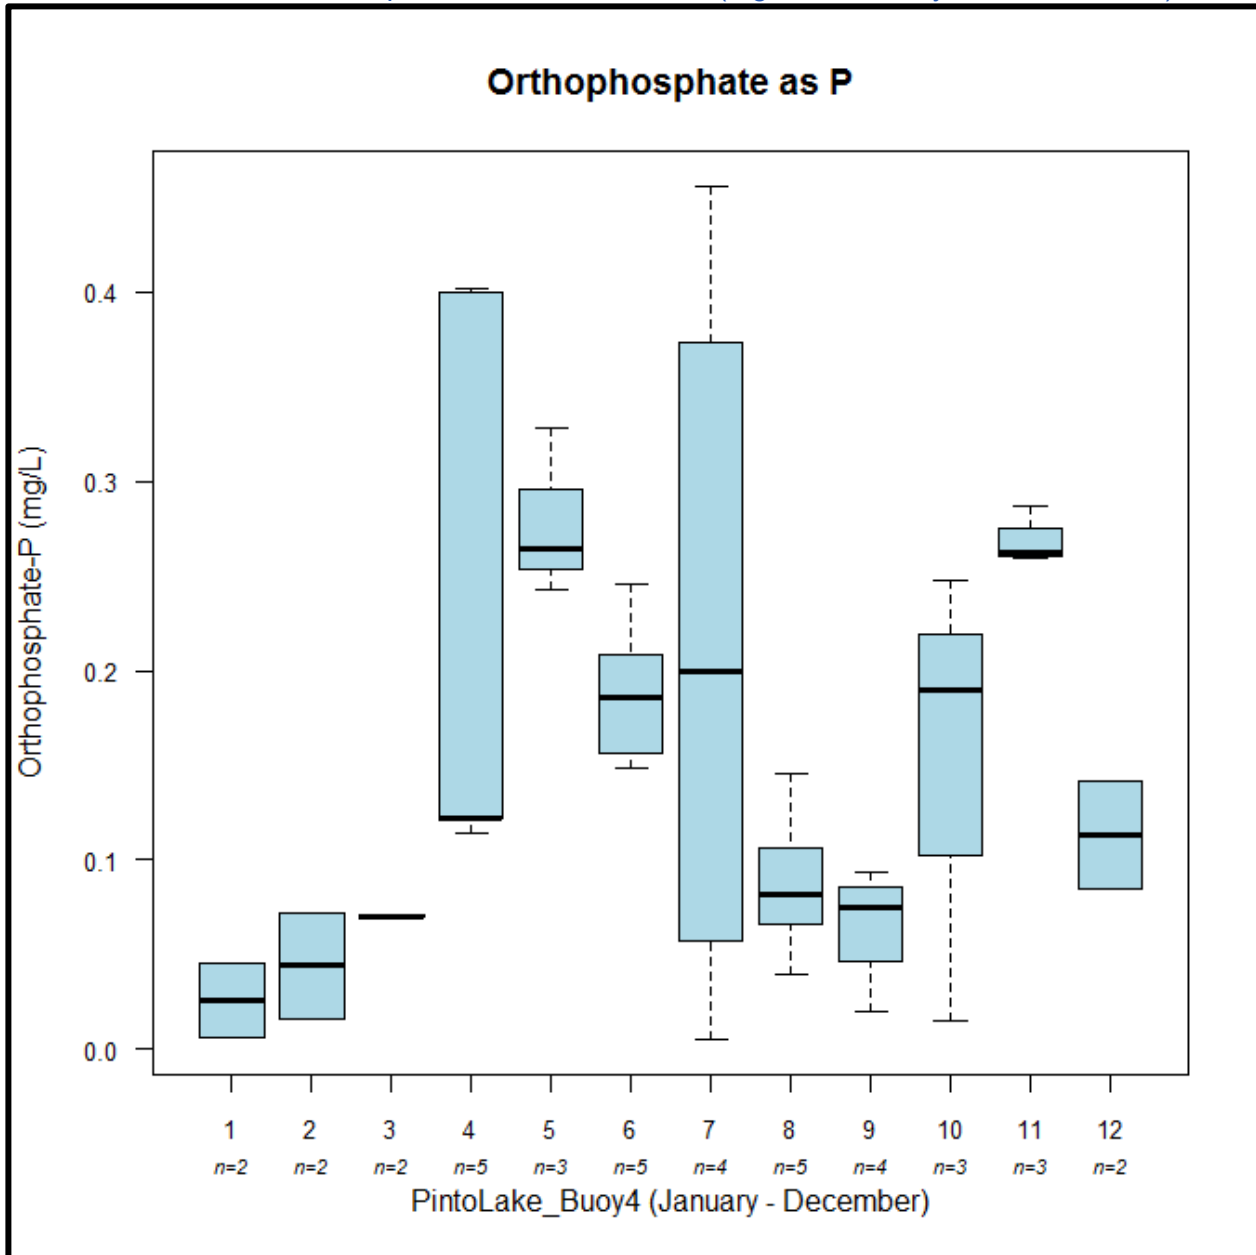 Orthophosphate as P
Orthophosphate-P (mg/L)
0.4
0.3
0.2
0.1
0.0
1 2 3 4 5 6 7 8 9 10 11 12
n=2 n=2 n=2 n=5 n=3 n=5 n=4 n=5 n=4 n=3 n=3 n=2
PintoLake_Buoy4 (January - December)